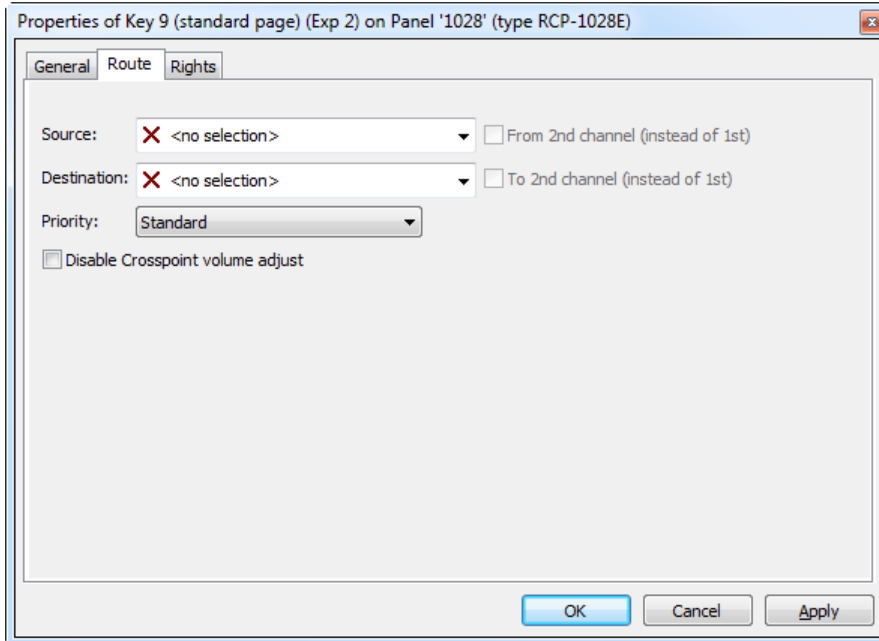 Properties of Key 9 (standard page) (Exp 2) on Panel '1028' (type RCP-1028E)
General Route Rights
Source: <no selection> From 2nd channel (instead of 1st)
Destination: <no selection> To 2nd channel (instead of 1st)
Priority: Standard
Disable Crosspoint volume adjust
OK Cancel Apply